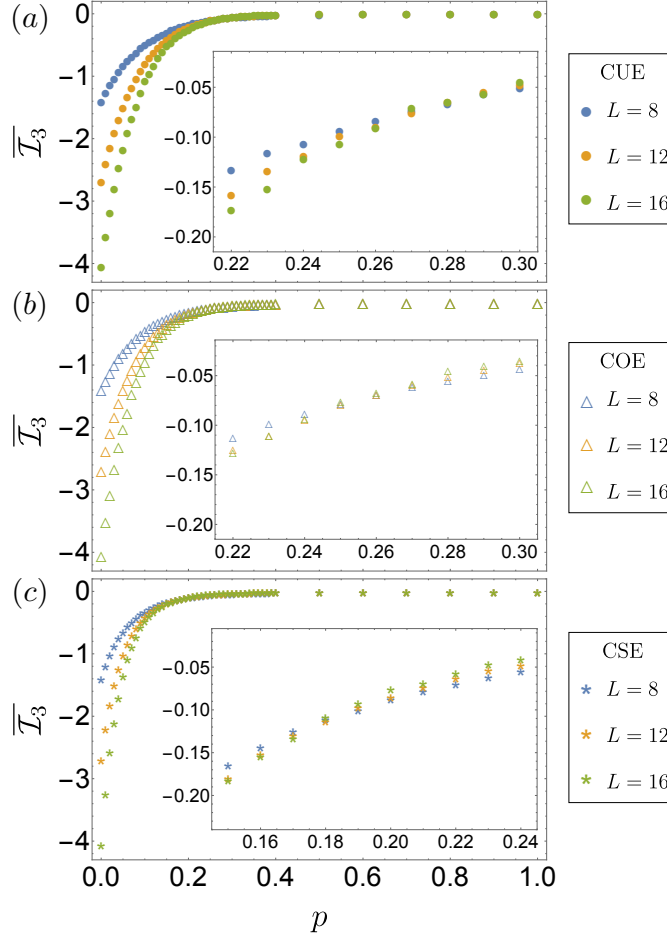 (a)
0
−1
−2
−3
−4
I̅₃
−0.05
−0.10
−0.15
−0.20
0.22 0.24 0.26 0.28 0.30
CUE
L = 8
L = 12
L = 16
(b)
0
−1
−2
−3
−4
I̅₃
−0.05
−0.10
−0.15
−0.20
0.22 0.24 0.26 0.28 0.30
COE
L = 8
L = 12
L = 16
(c)
0
−1
−2
−3
−4
I̅₃
−0.05
−0.10
−0.15
−0.20
0.16 0.18 0.20 0.22 0.24
CSE
L = 8
L = 12
L = 16
0.0 0.2 0.4 0.6 0.8 1.0
p